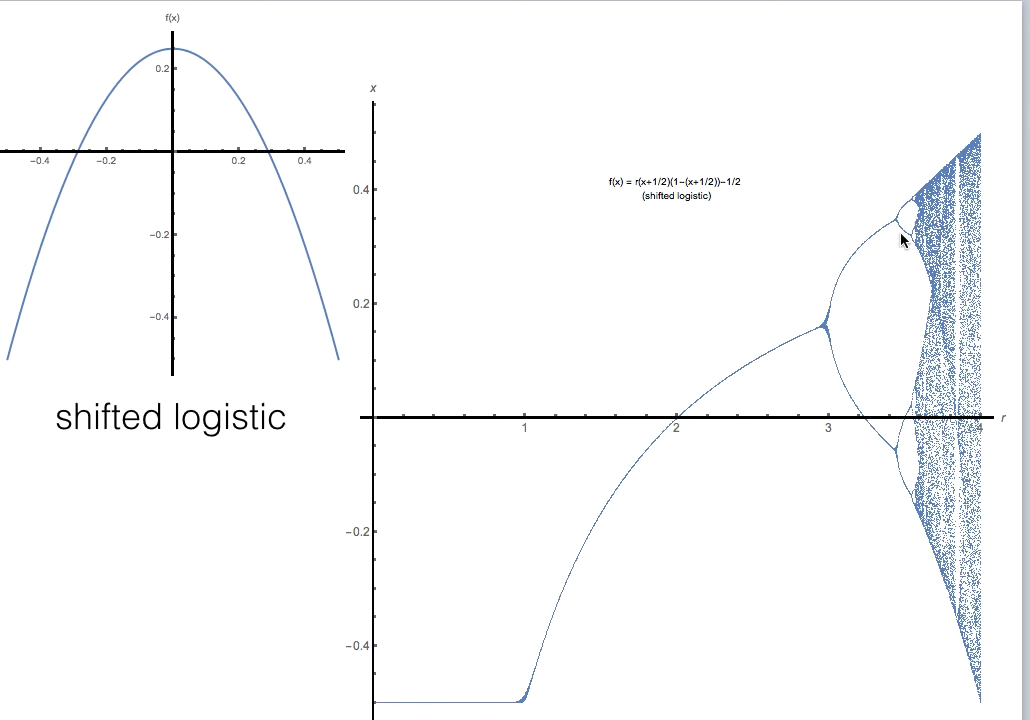 f(x)
0.2
−0.4
−0.2
0.2
0.4
−0.2
−0.4
shifted logistic
x
0.4
f(x) = r(x+1/2)(1−(x+1/2))−1/2
(shifted logistic)
0.2
1
2
3
4
r
−0.2
−0.4